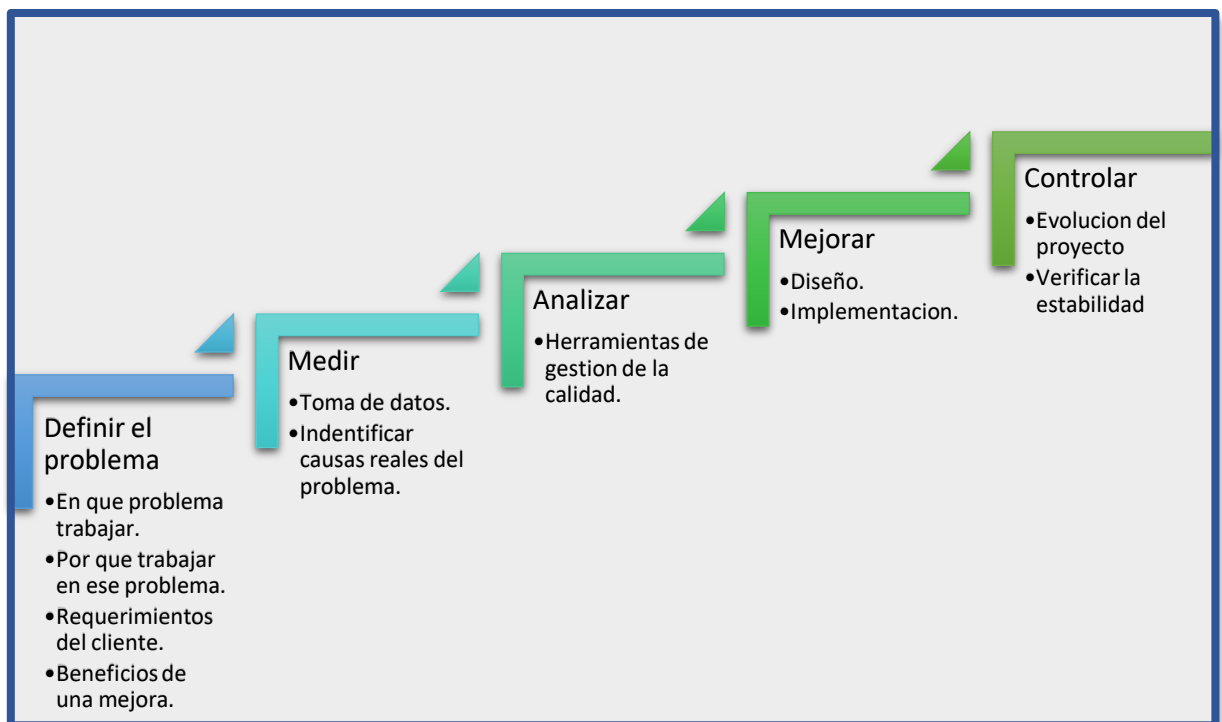 Definir el
problema
•En que problema
trabajar.
•Por que trabajar
en ese problema.
•Requerimientos
del cliente.
•Beneficios de
una mejora.
Medir
•Toma de datos.
•Indentificar
causas reales del
problema.
Analizar
•Herramientas de
gestion de la
calidad.
Mejorar
•Diseño.
•Implementacion.
Controlar
•Evolucion del
proyecto
•Verificar la
estabilidad